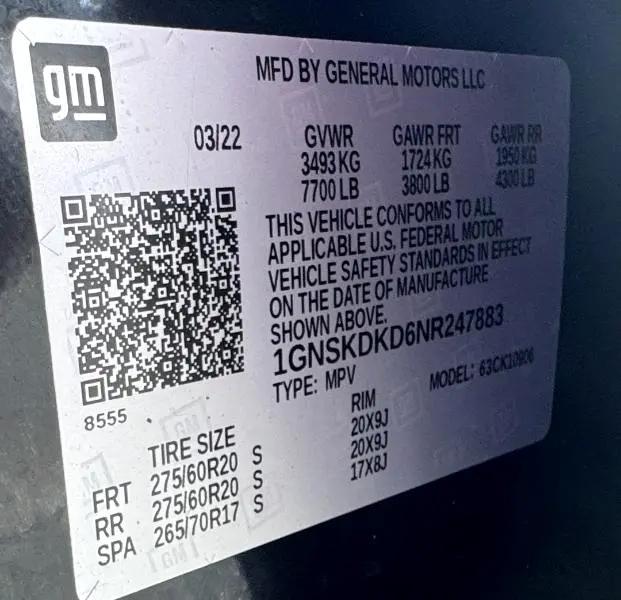 gm
MFD BY GENERAL MOTORS LLC
03/22 GVWR GAWR FRT GAWR RR
3493 KG 1724 KG 1950 KG
7700 LB 3800 LB 4300 LB
THIS VEHICLE CONFORMS TO ALL
APPLICABLE U.S. FEDERAL MOTOR
VEHICLE SAFETY STANDARDS IN EFFECT
ON THE DATE OF MANUFACTURE
SHOWN ABOVE.
1GNSKDKD6NR247883
TYPE: MPV MODEL: 63CK10906
8555
TIRE SIZE RIM
FRT 275/60R20 S 20X9J
RR 275/60R20 S 20X9J
SPA 265/70R17 S 17X8J